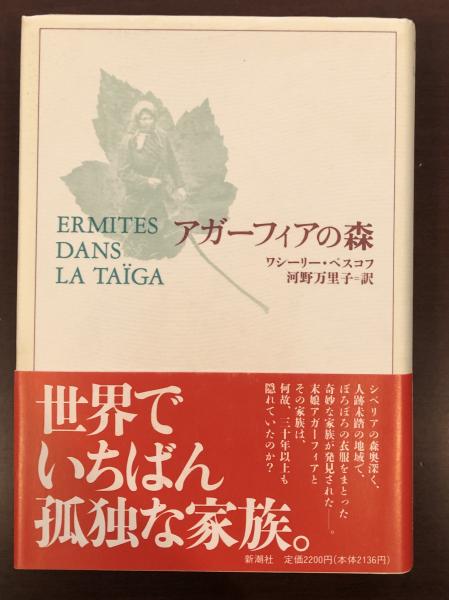 ERMITES
DANS
LA TAÏGA
アガーフィアの森
ワシーリー・ペスコフ
河野万里子=訳
世界で
いちばん
孤独な家族。
シベリアの森奥深く、
人跡未踏の地域で、
ぼろぼろの衣服をまとった
奇妙な家族が発見された――。
末娘アガーフィアと
その家族は、
何故、三十年以上も
隠れていたのか?
新潮社 定価2200円(本体2136円)